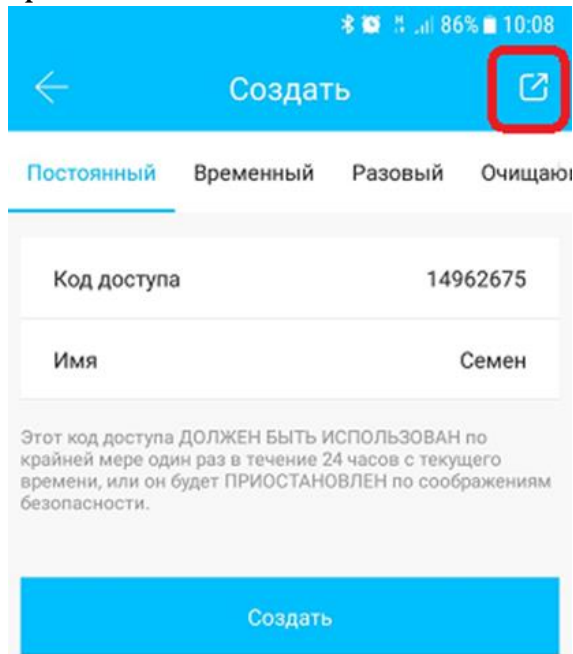 86% 10:08
Создать
Постоянный Временный Разовый Очищаю
Код доступа 14962675
Имя Семен
Этот код доступа ДОЛЖЕН БЫТЬ ИСПОЛЬЗОВАН по
крайней мере один раз в течение 24 часов с текущего
времени, или он будет ПРИОСТАНОВЛЕН по соображениям
безопасности.
Создать